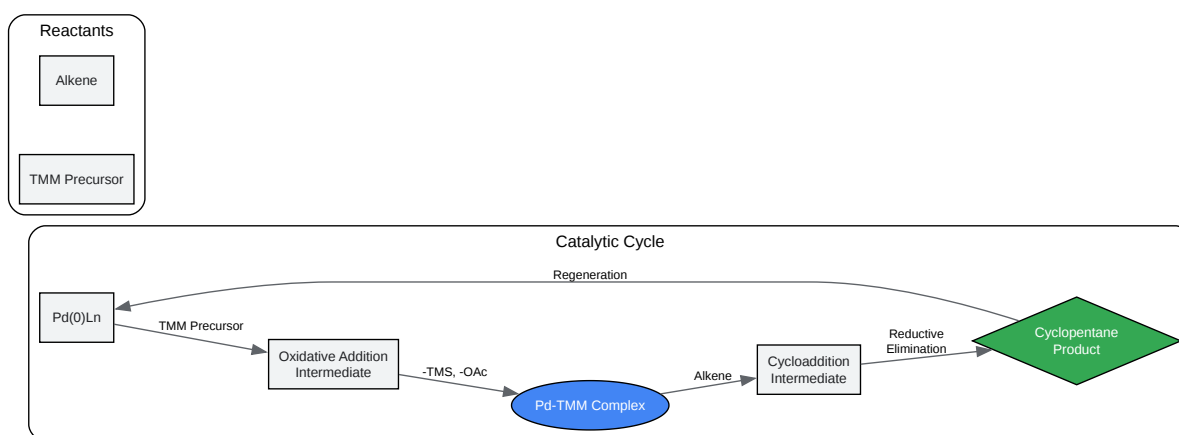 Reactants
Alkene
TMM Precursor
Catalytic Cycle
Regeneration
Pd(0)Ln
TMM Precursor
Oxidative Addition
Intermediate
-TMS, -OAc
Pd-TMM Complex
Alkene
Cycloaddition
Intermediate
Reductive
Elimination
Cyclopentane
Product